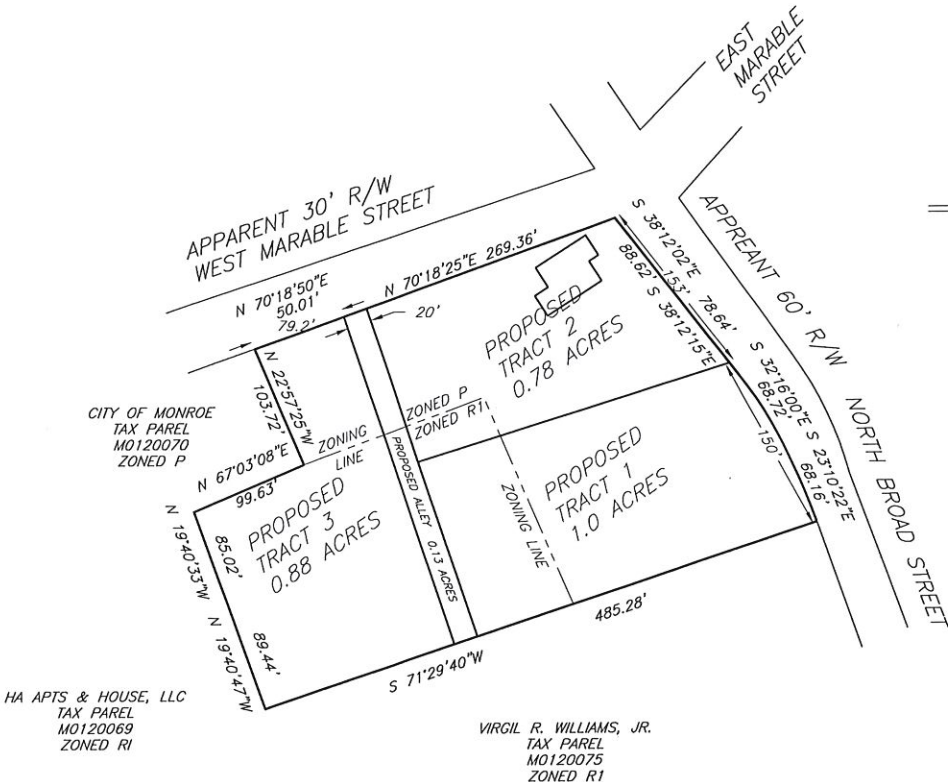 EAST
MARABLE
STREET
APPARENT 30' R/W
WEST MARABLE STREET
APPREANT 60' R/W
NORTH BROAD STREET
N 70°18'50"E
50.01'
79.2'
N 70°18'25"E 269.36'
20'
S 38°12'02"E
88.62'
153'
78.64'
S 38°12'15"E
S 32°16'00"E
68.72'
S 23°10'22"E
68.16'
150'
PROPOSED
TRACT 2
0.78 ACRES
N 22°57'25"W
103.72'
CITY OF MONROE
TAX PAREL
M0120070
ZONED P
ZONED P
ZONED R1
ZONING
LINE
N 67°03'08"E
99.63'
PROPOSED ALLEY 0.13 ACRES
PROPOSED
TRACT 3
0.88 ACRES
PROPOSED
TRACT 1
1.0 ACRES
ZONING LINE
N 19°40'33"W
85.02'
N 19°40'47"W
89.44'
485.28'
S 71°29'40"W
HA APTS & HOUSE, LLC
TAX PAREL
M0120069
ZONED RI
VIRGIL R. WILLIAMS, JR.
TAX PAREL
M0120075
ZONED R1